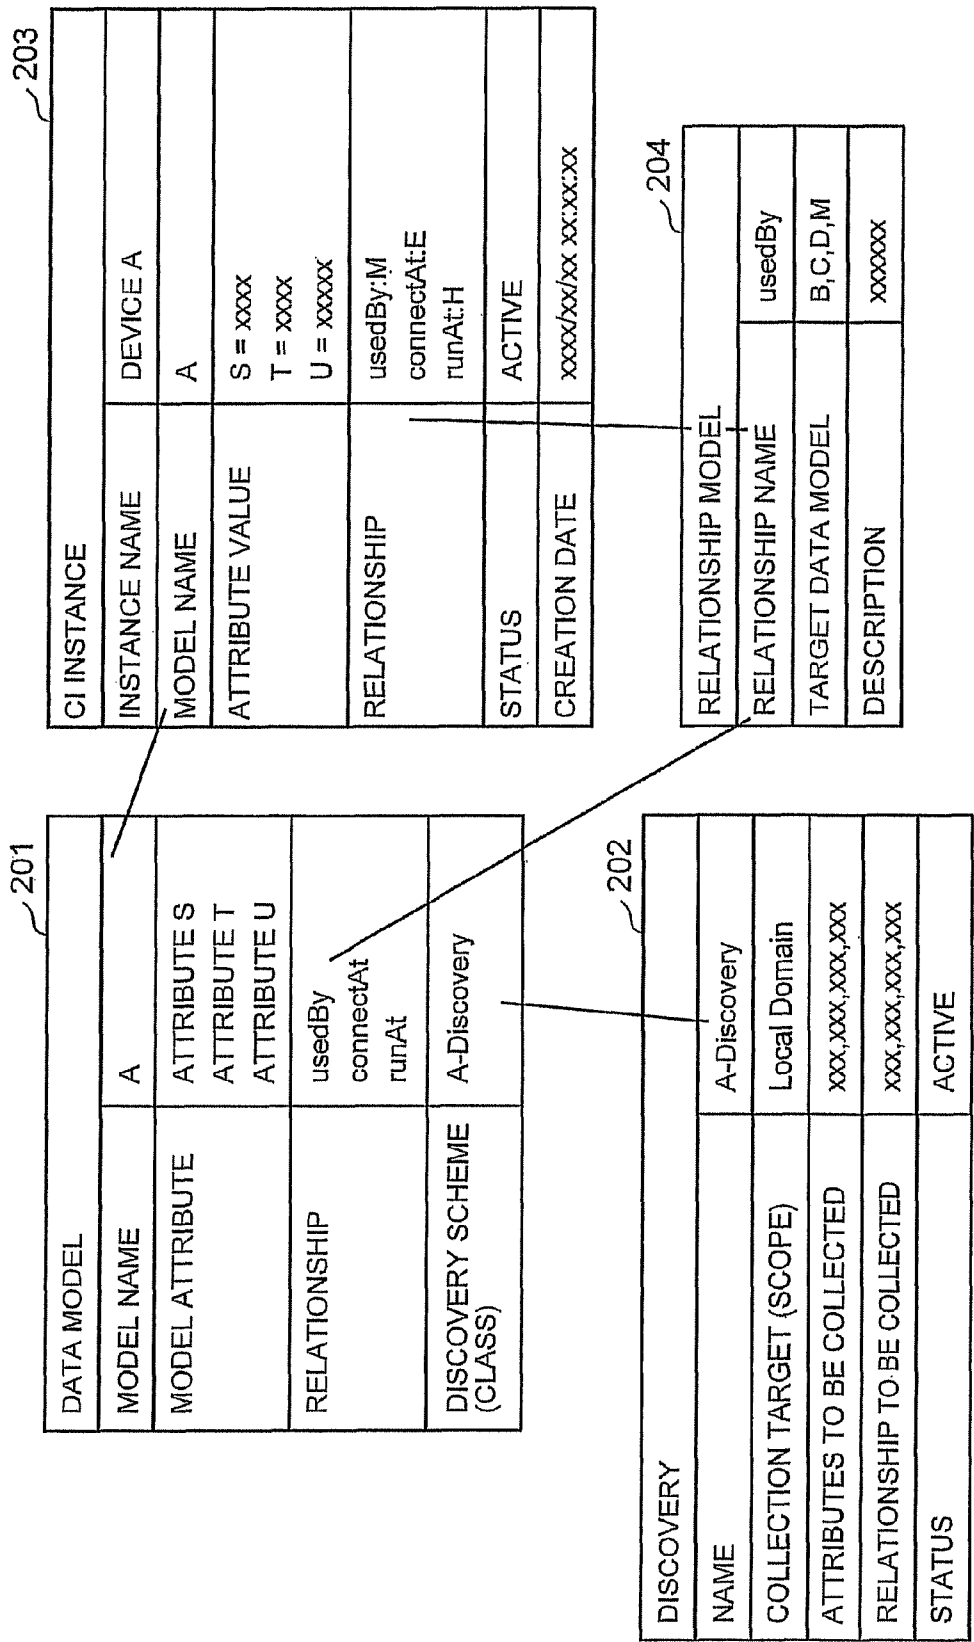 201
DATA MODEL
MODEL NAME A
MODEL ATTRIBUTE ATTRIBUTE S
ATTRIBUTE T
ATTRIBUTE U
RELATIONSHIP usedBy
connectAt
runAt
DISCOVERY SCHEME A-Discovery
(CLASS)
203
CI INSTANCE
INSTANCE NAME DEVICE A
MODEL NAME A
ATTRIBUTE VALUE S = xxxx
T = xxxx
U = xxxx
RELATIONSHIP usedBy:M
connectAt:E
runAt:H
STATUS ACTIVE
CREATION DATE xxxx/xx/xx xx:xx:xx
202
DISCOVERY
NAME A-Discovery
COLLECTION TARGET (SCOPE) Local Domain
ATTRIBUTES TO BE COLLECTED xxx,xxx,xxx,xxx
RELATIONSHIP TO BE COLLECTED xxx,xxx,xxx,xxx
STATUS ACTIVE
204
RELATIONSHIP MODEL
RELATIONSHIP NAME usedBy
TARGET DATA MODEL B,C,D,M
DESCRIPTION xxxxxx